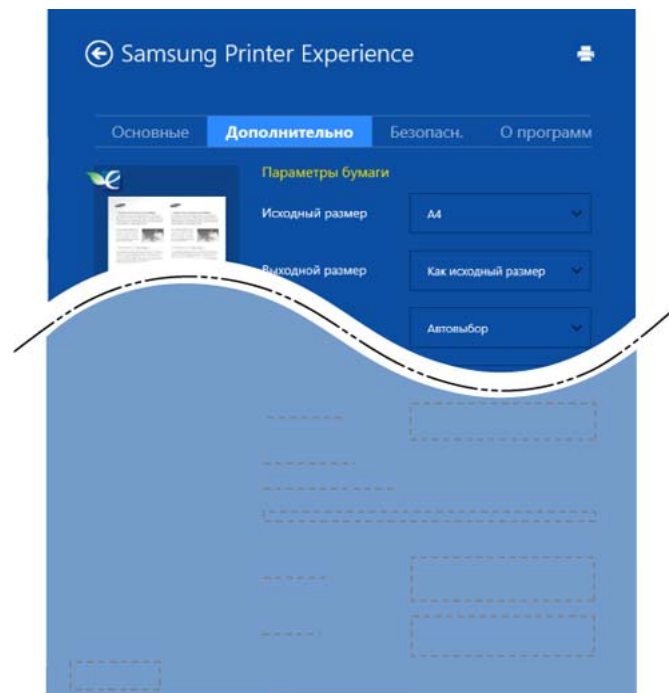 Samsung Printer Experience
Основные Дополнительно Безопасн. О программ
Параметры бумаги
Исходный размер A4
Выходной размер Как исходный размер
Автовыбор